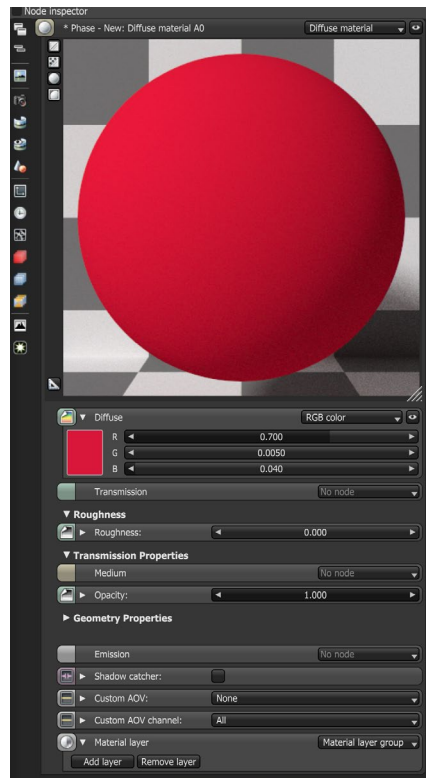 Node inspector
* Phase - New: Diffuse material A0 Diffuse material
Diffuse RGB color
R 0.700
G 0.0050
B 0.040
Transmission No node
Roughness
Roughness: 0.000
Transmission Properties
Medium No node
Opacity: 1.000
Geometry Properties
Emission No node
Shadow catcher:
Custom AOV: None
Custom AOV channel: All
Material layer Material layer group
Add layer Remove layer